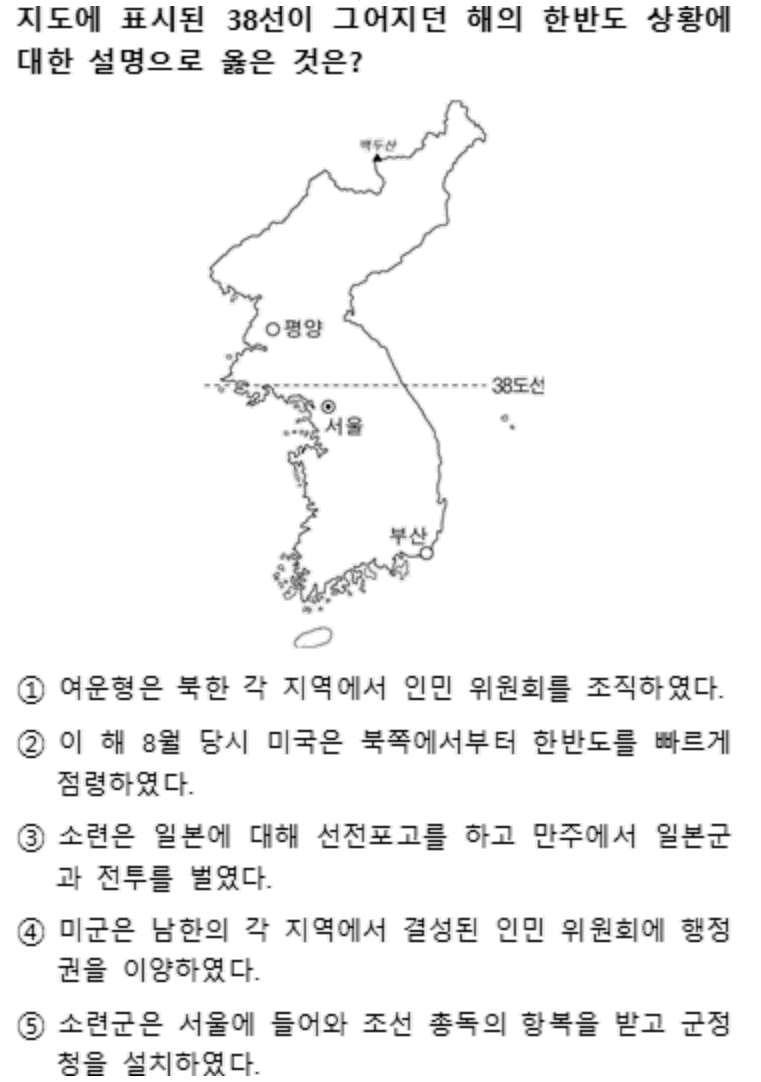 지도에 표시된 38선이 그어지던 해의 한반도 상황에
대한 설명으로 옳은 것은?
백두산
평양
38도선
서울
부산
① 여운형은 북한 각 지역에서 인민 위원회를 조직하였다.
② 이 해 8월 당시 미국은 북쪽에서부터 한반도를 빠르게
점령하였다.
③ 소련은 일본에 대해 선전포고를 하고 만주에서 일본군
과 전투를 벌였다.
④ 미군은 남한의 각 지역에서 결성된 인민 위원회에 행정
권을 이양하였다.
⑤ 소련군은 서울에 들어와 조선 총독의 항복을 받고 군정
청을 설치하였다.